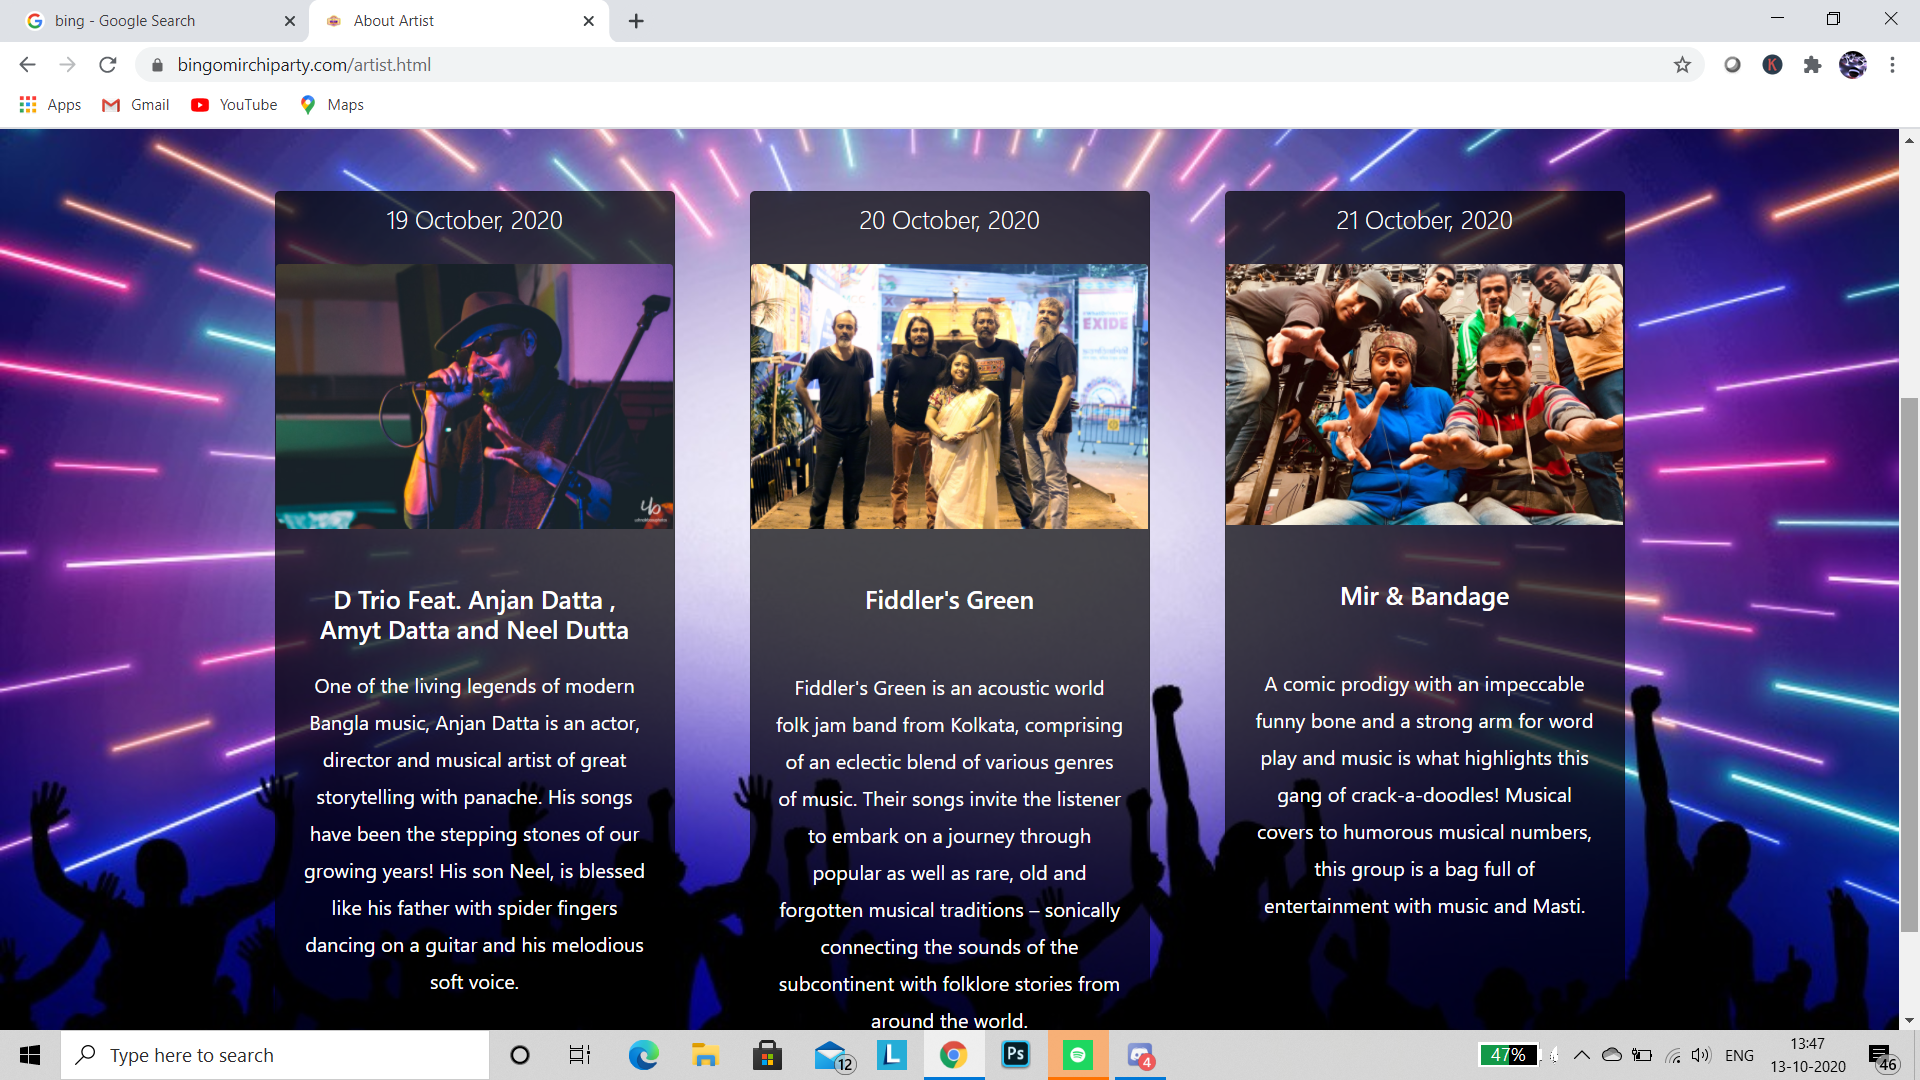 bing - Google Search
About Artist
bingomirchiparty.com/artist.html
Apps
Gmail
YouTube
Maps
19 October, 2020
D Trio Feat. Anjan Datta ,
Amyt Datta and Neel Dutta
One of the living legends of modern
Bangla music, Anjan Datta is an actor,
director and musical artist of great
storytelling with panache. His songs
have been the stepping stones of our
growing years! His son Neel, is blessed
like his father with spider fingers
dancing on a guitar and his melodious
soft voice.
20 October, 2020
EXIDE
Fiddler's Green
Fiddler's Green is an acoustic world
folk jam band from Kolkata, comprising
of an eclectic blend of various genres
of music. Their songs invite the listener
to embark on a journey through
popular as well as rare, old and
forgotten musical traditions – sonically
connecting the sounds of the
subcontinent with folklore stories from
around the world.
21 October, 2020
Mir & Bandage
A comic prodigy with an impeccable
funny bone and a strong arm for word
play and music is what highlights this
gang of crack-a-doodles! Musical
covers to humorous musical numbers,
this group is a bag full of
entertainment with music and Masti.
Type here to search
12
L
Ps
4
47%
ENG
13:47
13-10-2020
46